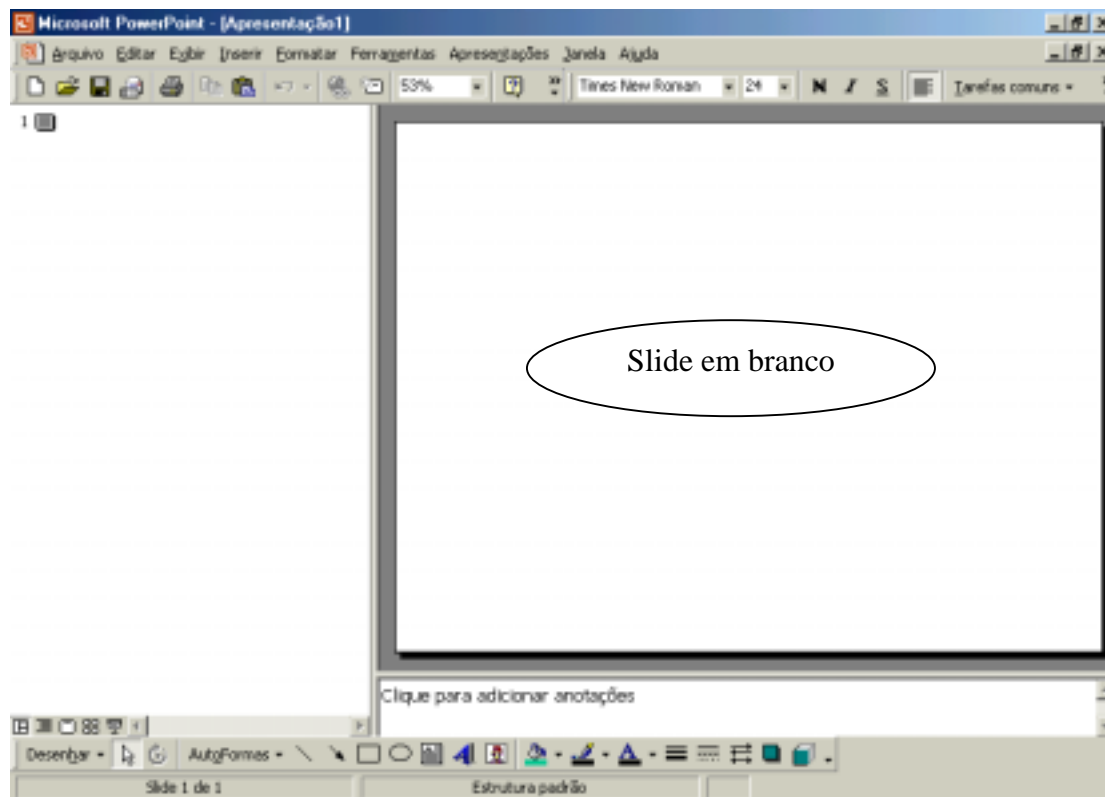 Microsoft PowerPoint - [Apresentação1]
Arquivo Editar Exibir Inserir Formatar Ferramentas Apresentações Janela Ajuda
53% Times New Roman 24 N I S Tarefas comuns
1
Slide em branco
Clique para adicionar anotações
Desenhar AutoFormas
Slide 1 de 1 Estrutura padrão